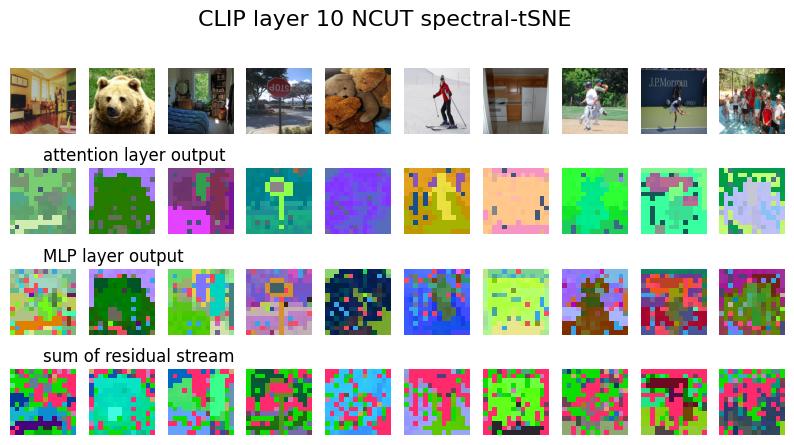 CLIP layer 10 NCUT spectral-tSNE
STOP
J.P.Morgan
attention layer output
MLP layer output
sum of residual stream